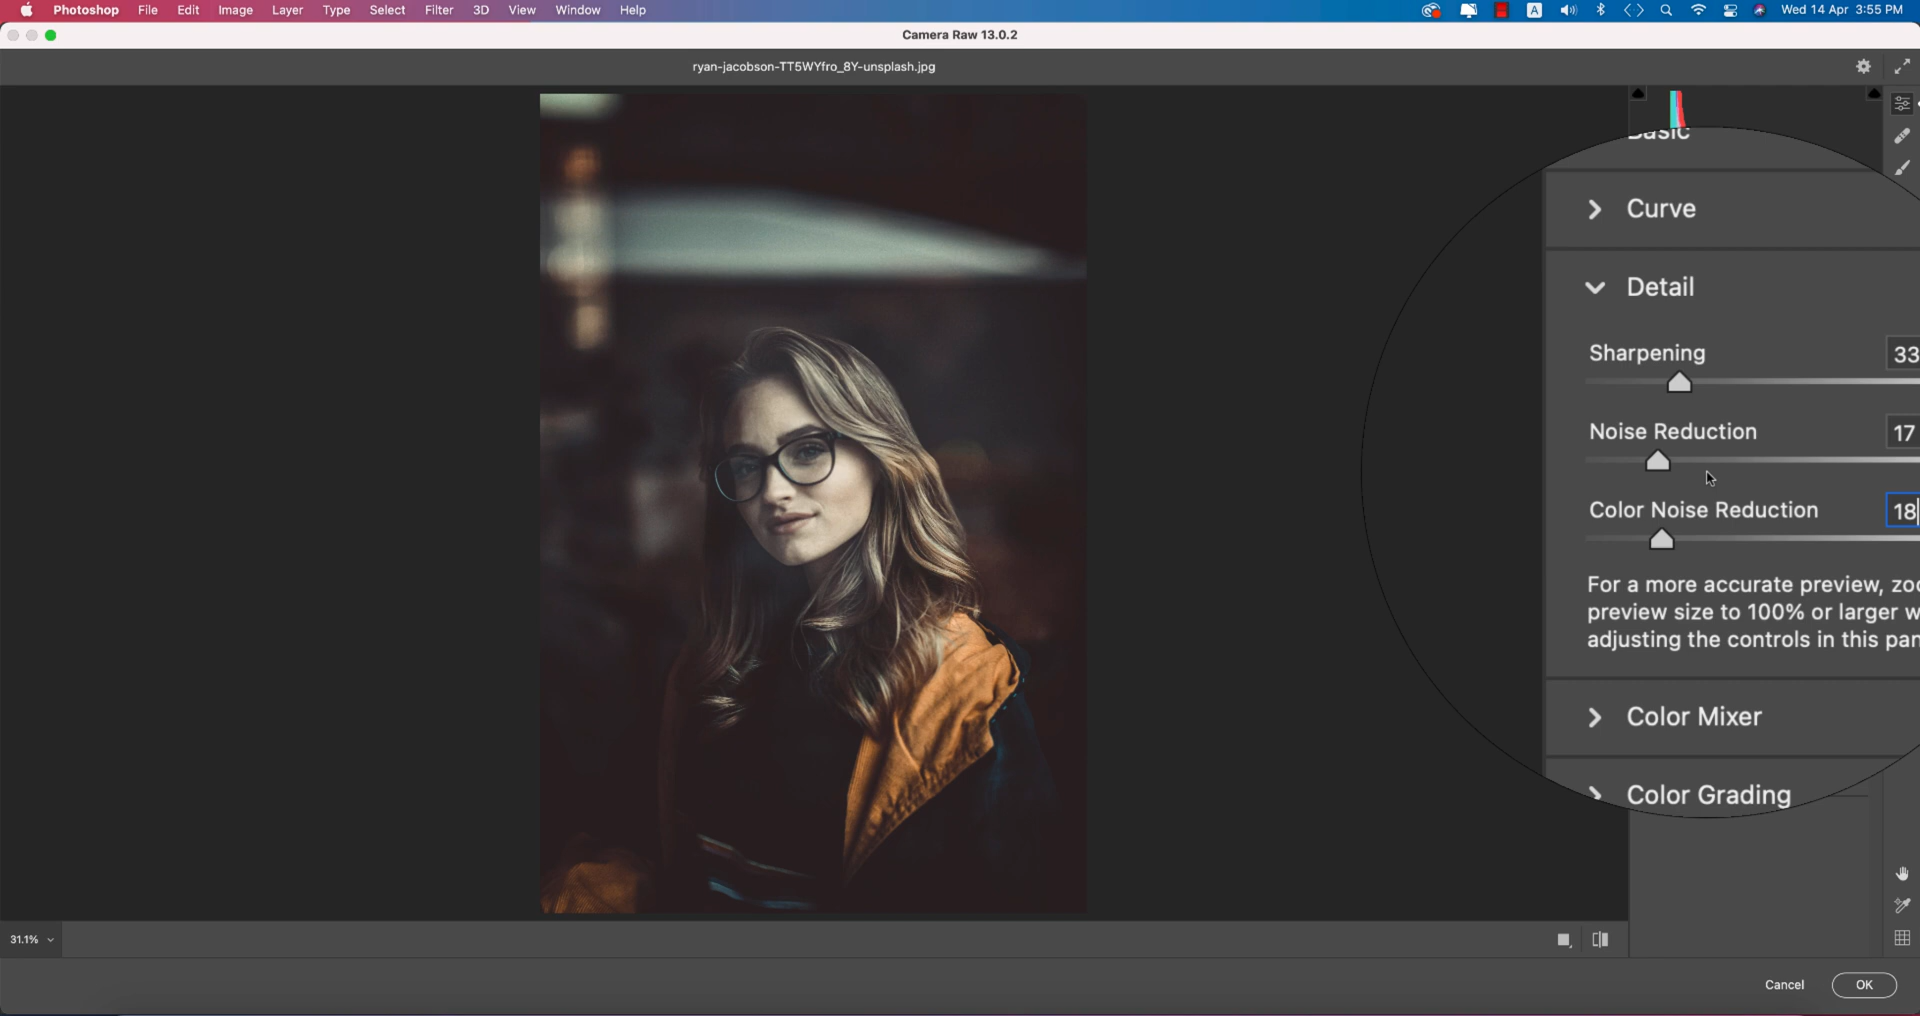 Photoshop File Edit Image Layer Type Select Filter 3D View Window Help A Wed 14 Apr 3:55 PM
Camera Raw 13.0.2
ryan-jacobson-TT5WYfro_8Y-unsplash.jpg
Basic
Curve
Detail
Sharpening 33
Noise Reduction 17
Color Noise Reduction 18
For a more accurate preview, zoo
preview size to 100% or larger w
adjusting the controls in this pan
Color Mixer
Color Grading
31.1%
Cancel OK